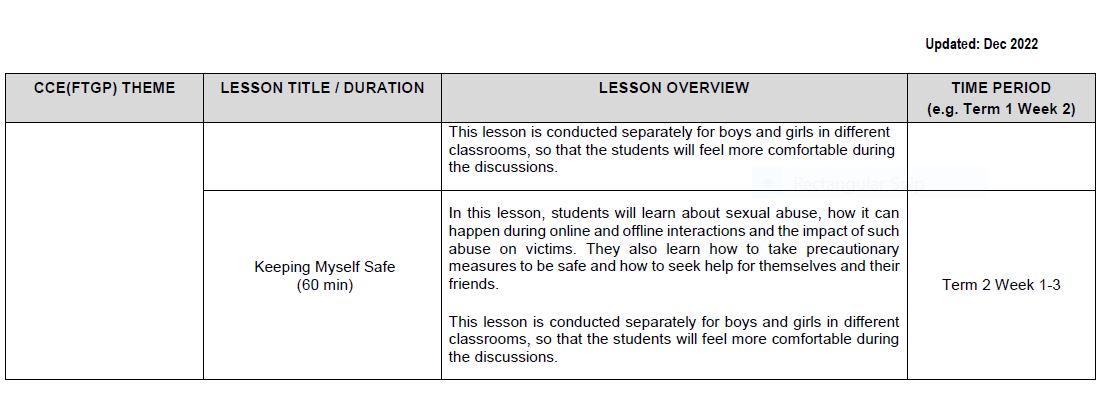 Updated: Dec 2022
CCE(FTGP) THEME
LESSON TITLE / DURATION
LESSON OVERVIEW
TIME PERIOD
(e.g. Term 1 Week 2)
This lesson is conducted separately for boys and girls in different
classrooms, so that the students will feel more comfortable during
the discussions.
Rectangular Snip
Keeping Myself Safe
(60 min)
In this lesson, students will learn about sexual abuse, how it can
happen during online and offline interactions and the impact of such
abuse on victims. They also learn how to take precautionary
measures to be safe and how to seek help for themselves and their
friends.
This lesson is conducted separately for boys and girls in different
classrooms, so that the students will feel more comfortable during
the discussions.
Term 2 Week 1-3